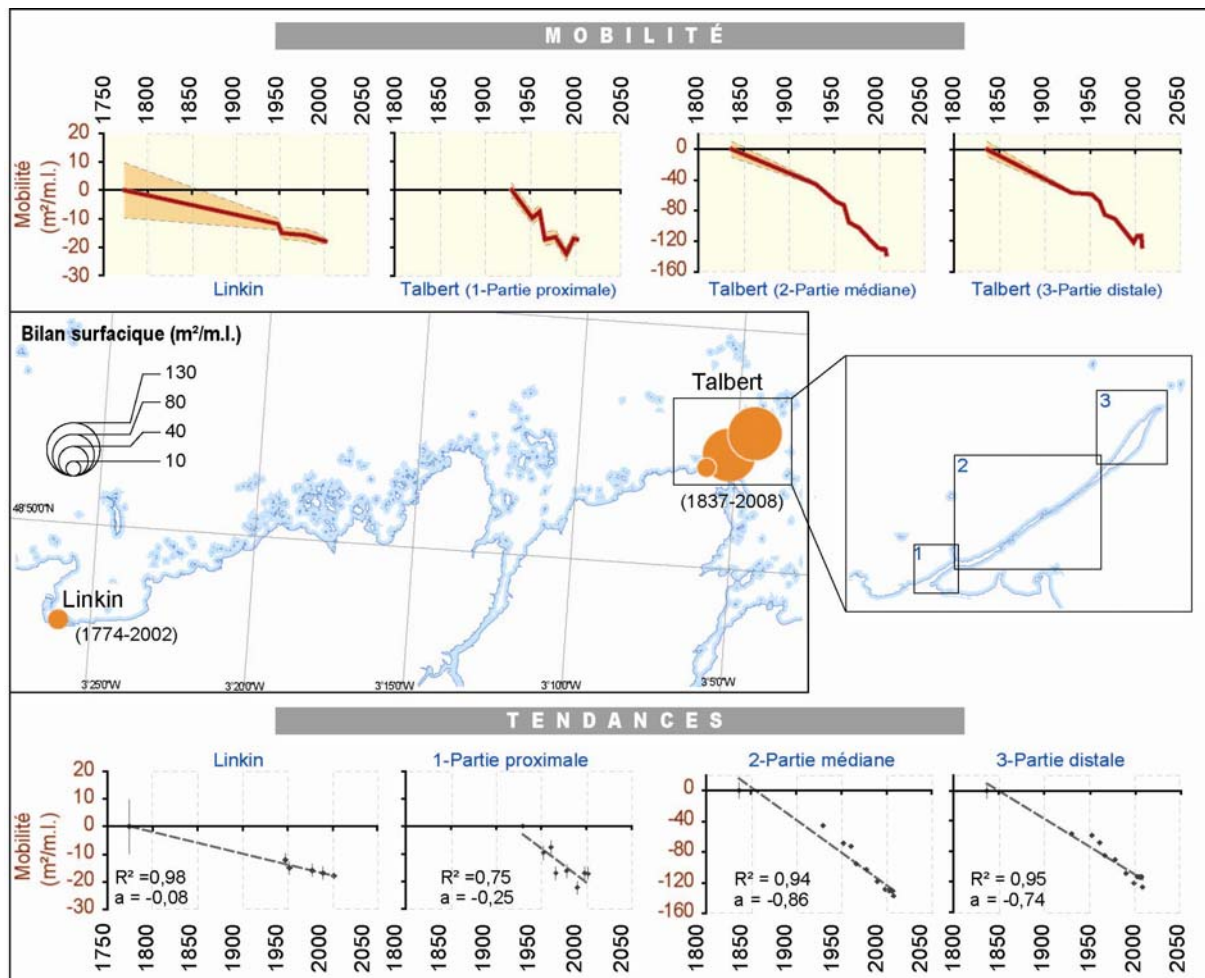 MOBILITÉ
1750 1800 1850 1900 1950 2000 2050
1750 1800 1850 1900 1950 2000 2050
1800 1850 1900 1950 2000 2050
1800 1850 1900 1950 2000 2050
Mobilité
(m²/m.l.)
20
10
0
-10
-20
-30
0
-40
-80
-120
-160
Linkin
Talbert (1-Partie proximale)
Talbert (2-Partie médiane)
Talbert (3-Partie distale)
Bilan surfacique (m²/m.l.)
130
80
40
10
Talbert
(1837-2008)
48°50'0"N
Linkin
(1774-2002)
3°25'0"W
3°20'0"W
3°15'0"W
3°10'0"W
3°5'0"W
3
2
1
TENDANCES
Linkin
1-Partie proximale
2-Partie médiane
3-Partie distale
Mobilité
(m²/m.l.)
20
10
0
-10
-20
-30
R² =0,98
a = -0,08
R² =0,75
a = -0,25
0
-40
-80
-120
-160
R² =0,94
a = -0,86
R² =0,95
a = -0,74
1750 1800 1850 1900 1950 2000 2050
1800 1850 1900 1950 2000 2050
1800 1850 1900 1950 2000 2050
1800 1850 1900 1950 2000 2050